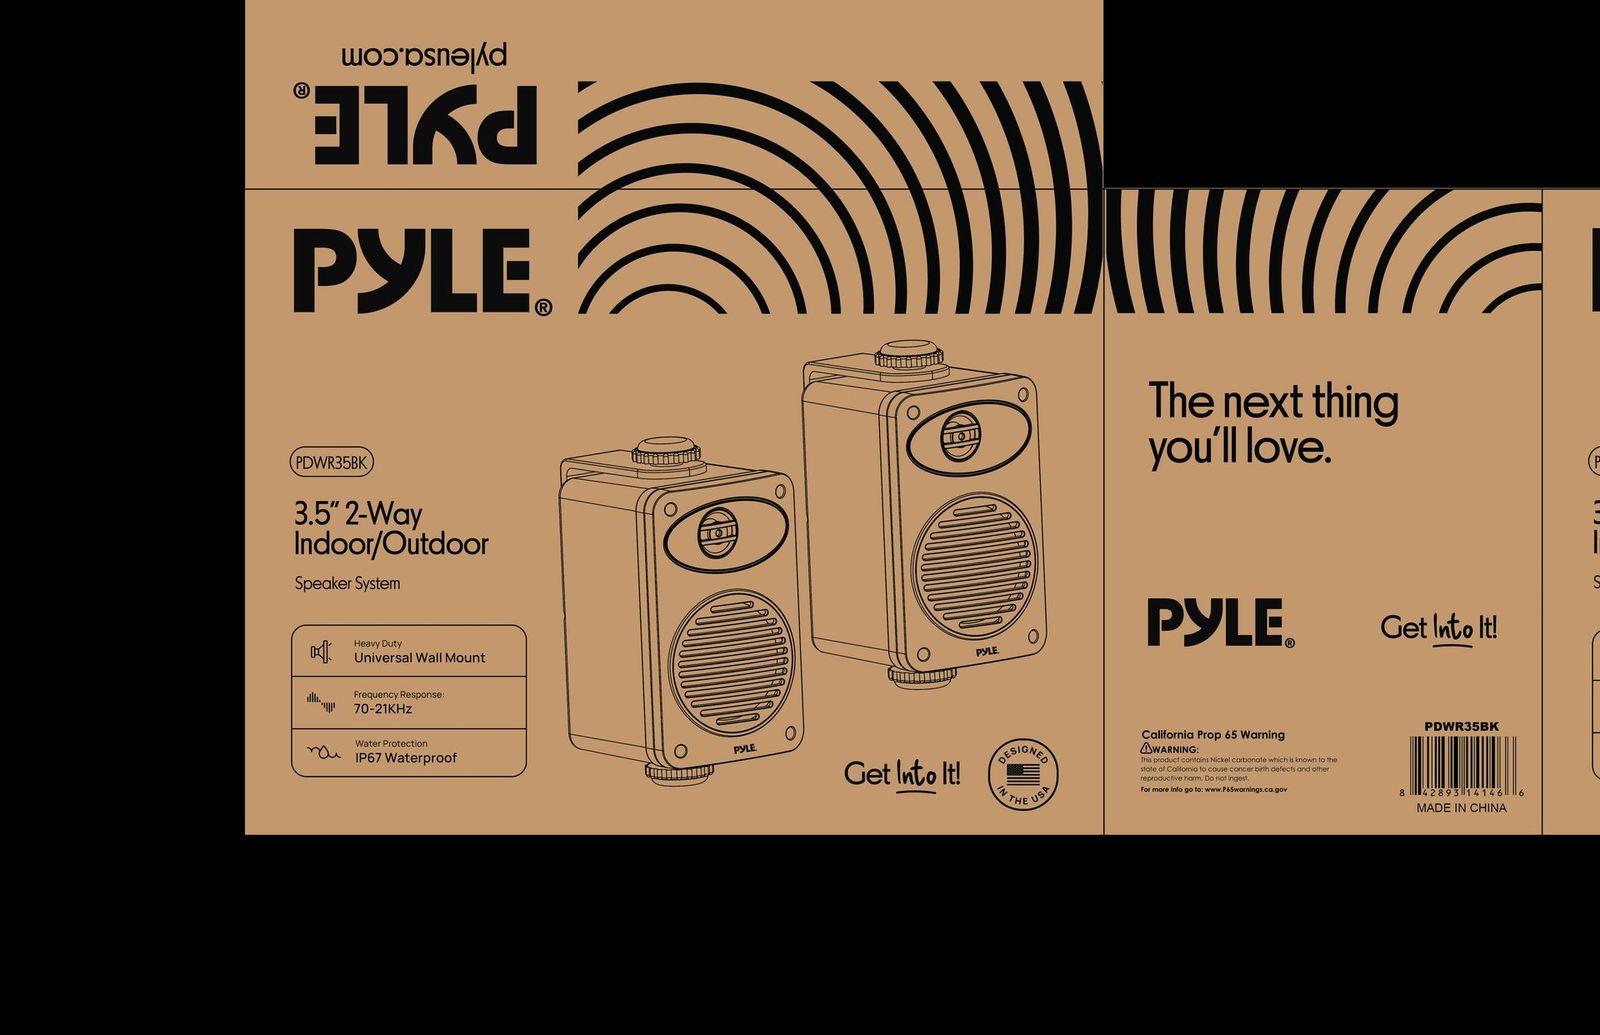 pyleusa.com
PYLE®
PYLE®
PDWR35BK
3.5” 2-Way
Indoor/Outdoor
Speaker System
Heavy Duty
Universal Wall Mount
Frequency Response:
70-21KHz
Water Protection
IP67 Waterproof
PYLE.
PYLE.
Get Into It!
DESIGNED
IN THE USA
The next thing
you’ll love.
PYLE®
Get Into It!
California Prop 65 Warning
WARNING:
This product contains Nickel carbonate which is known to the
state of California to cause cancer birth defects and other
reproductive harm. Do not ingest.
For more info go to: www.P65warnings.ca.gov
PDWR35BK
8 42893 14146 6
MADE IN CHINA